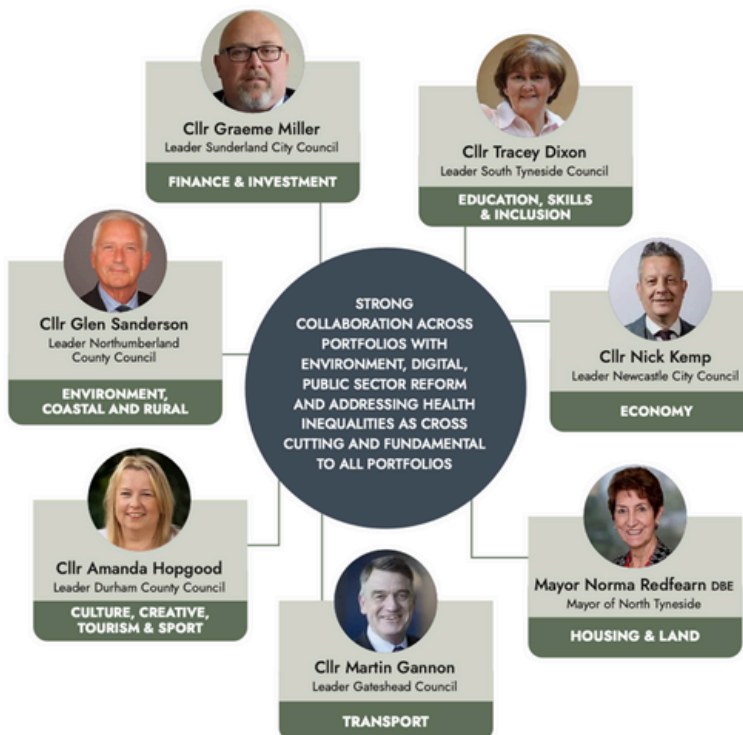 Cllr Graeme Miller
Leader Sunderland City Council
FINANCE & INVESTMENT
Cllr Tracey Dixon
Leader South Tyneside Council
EDUCATION, SKILLS
& INCLUSION
Cllr Glen Sanderson
Leader Northumberland
County Council
ENVIRONMENT,
COASTAL AND RURAL
STRONG
COLLABORATION ACROSS
PORTFOLIOS WITH
ENVIRONMENT, DIGITAL,
PUBLIC SECTOR REFORM
AND ADDRESSING HEALTH
INEQUALITIES AS CROSS
CUTTING AND FUNDAMENTAL
TO ALL PORTFOLIOS
Cllr Nick Kemp
Leader Newcastle City Council
ECONOMY
Cllr Amanda Hopgood
Leader Durham County Council
CULTURE, CREATIVE,
TOURISM & SPORT
Mayor Norma Redfearn DBE
Mayor of North Tyneside
HOUSING & LAND
Cllr Martin Gannon
Leader Gateshead Council
TRANSPORT